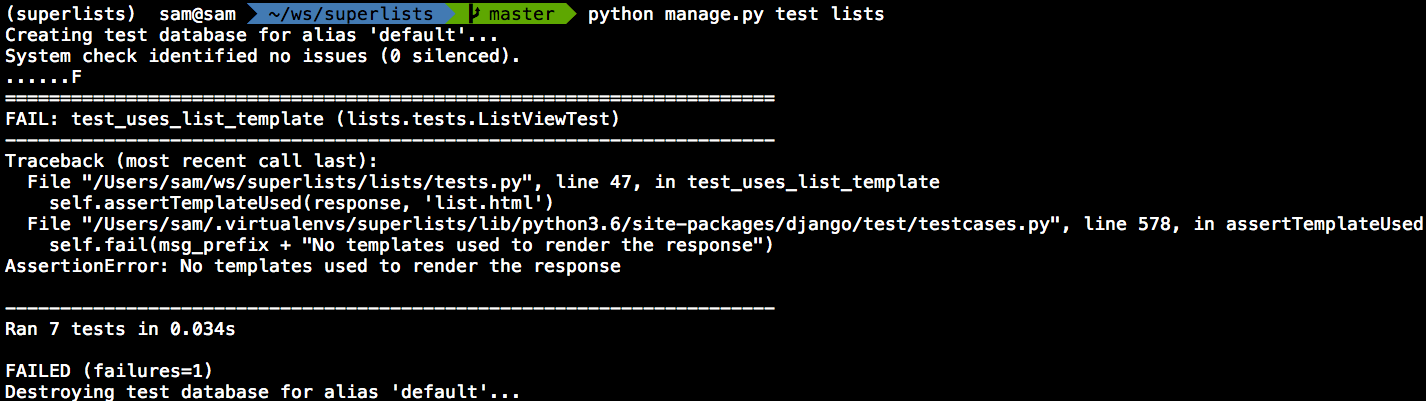 (superlists)  sam@sam  ~/ws/superlists  master  python manage.py test lists
Creating test database for alias 'default'...
System check identified no issues (0 silenced).
......F
======================================================================
FAIL: test_uses_list_template (lists.tests.ListViewTest)
----------------------------------------------------------------------
Traceback (most recent call last):
  File "/Users/sam/ws/superlists/lists/tests.py", line 47, in test_uses_list_template
    self.assertTemplateUsed(response, 'list.html')
  File "/Users/sam/.virtualenvs/superlists/lib/python3.6/site-packages/django/test/testcases.py", line 578, in assertTemplateUsed
    self.fail(msg_prefix + "No templates used to render the response")
AssertionError: No templates used to render the response

----------------------------------------------------------------------
Ran 7 tests in 0.034s

FAILED (failures=1)
Destroying test database for alias 'default'...